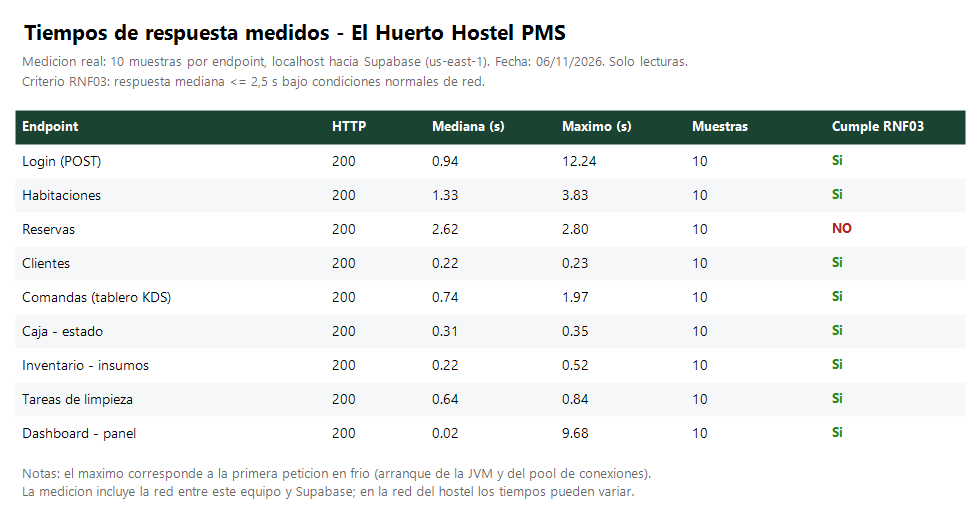 Tiempos de respuesta medidos - El Huerto Hostel PMS
Medicion real: 10 muestras por endpoint, localhost hacia Supabase (us-east-1). Fecha: 06/11/2026. Solo lecturas.
Criterio RNF03: respuesta mediana <= 2,5 s bajo condiciones normales de red.
Endpoint HTTP Mediana (s) Maximo (s) Muestras Cumple RNF03
Login (POST) 200 0.94 12.24 10 Si
Habitaciones 200 1.33 3.83 10 Si
Reservas 200 2.62 2.80 10 NO
Clientes 200 0.22 0.23 10 Si
Comandas (tablero KDS) 200 0.74 1.97 10 Si
Caja - estado 200 0.31 0.35 10 Si
Inventario - insumos 200 0.22 0.52 10 Si
Tareas de limpieza 200 0.64 0.84 10 Si
Dashboard - panel 200 0.02 9.68 10 Si
Notas: el maximo corresponde a la primera peticion en frio (arranque de la JVM y del pool de conexiones).
La medicion incluye la red entre este equipo y Supabase; en la red del hostel los tiempos pueden variar.